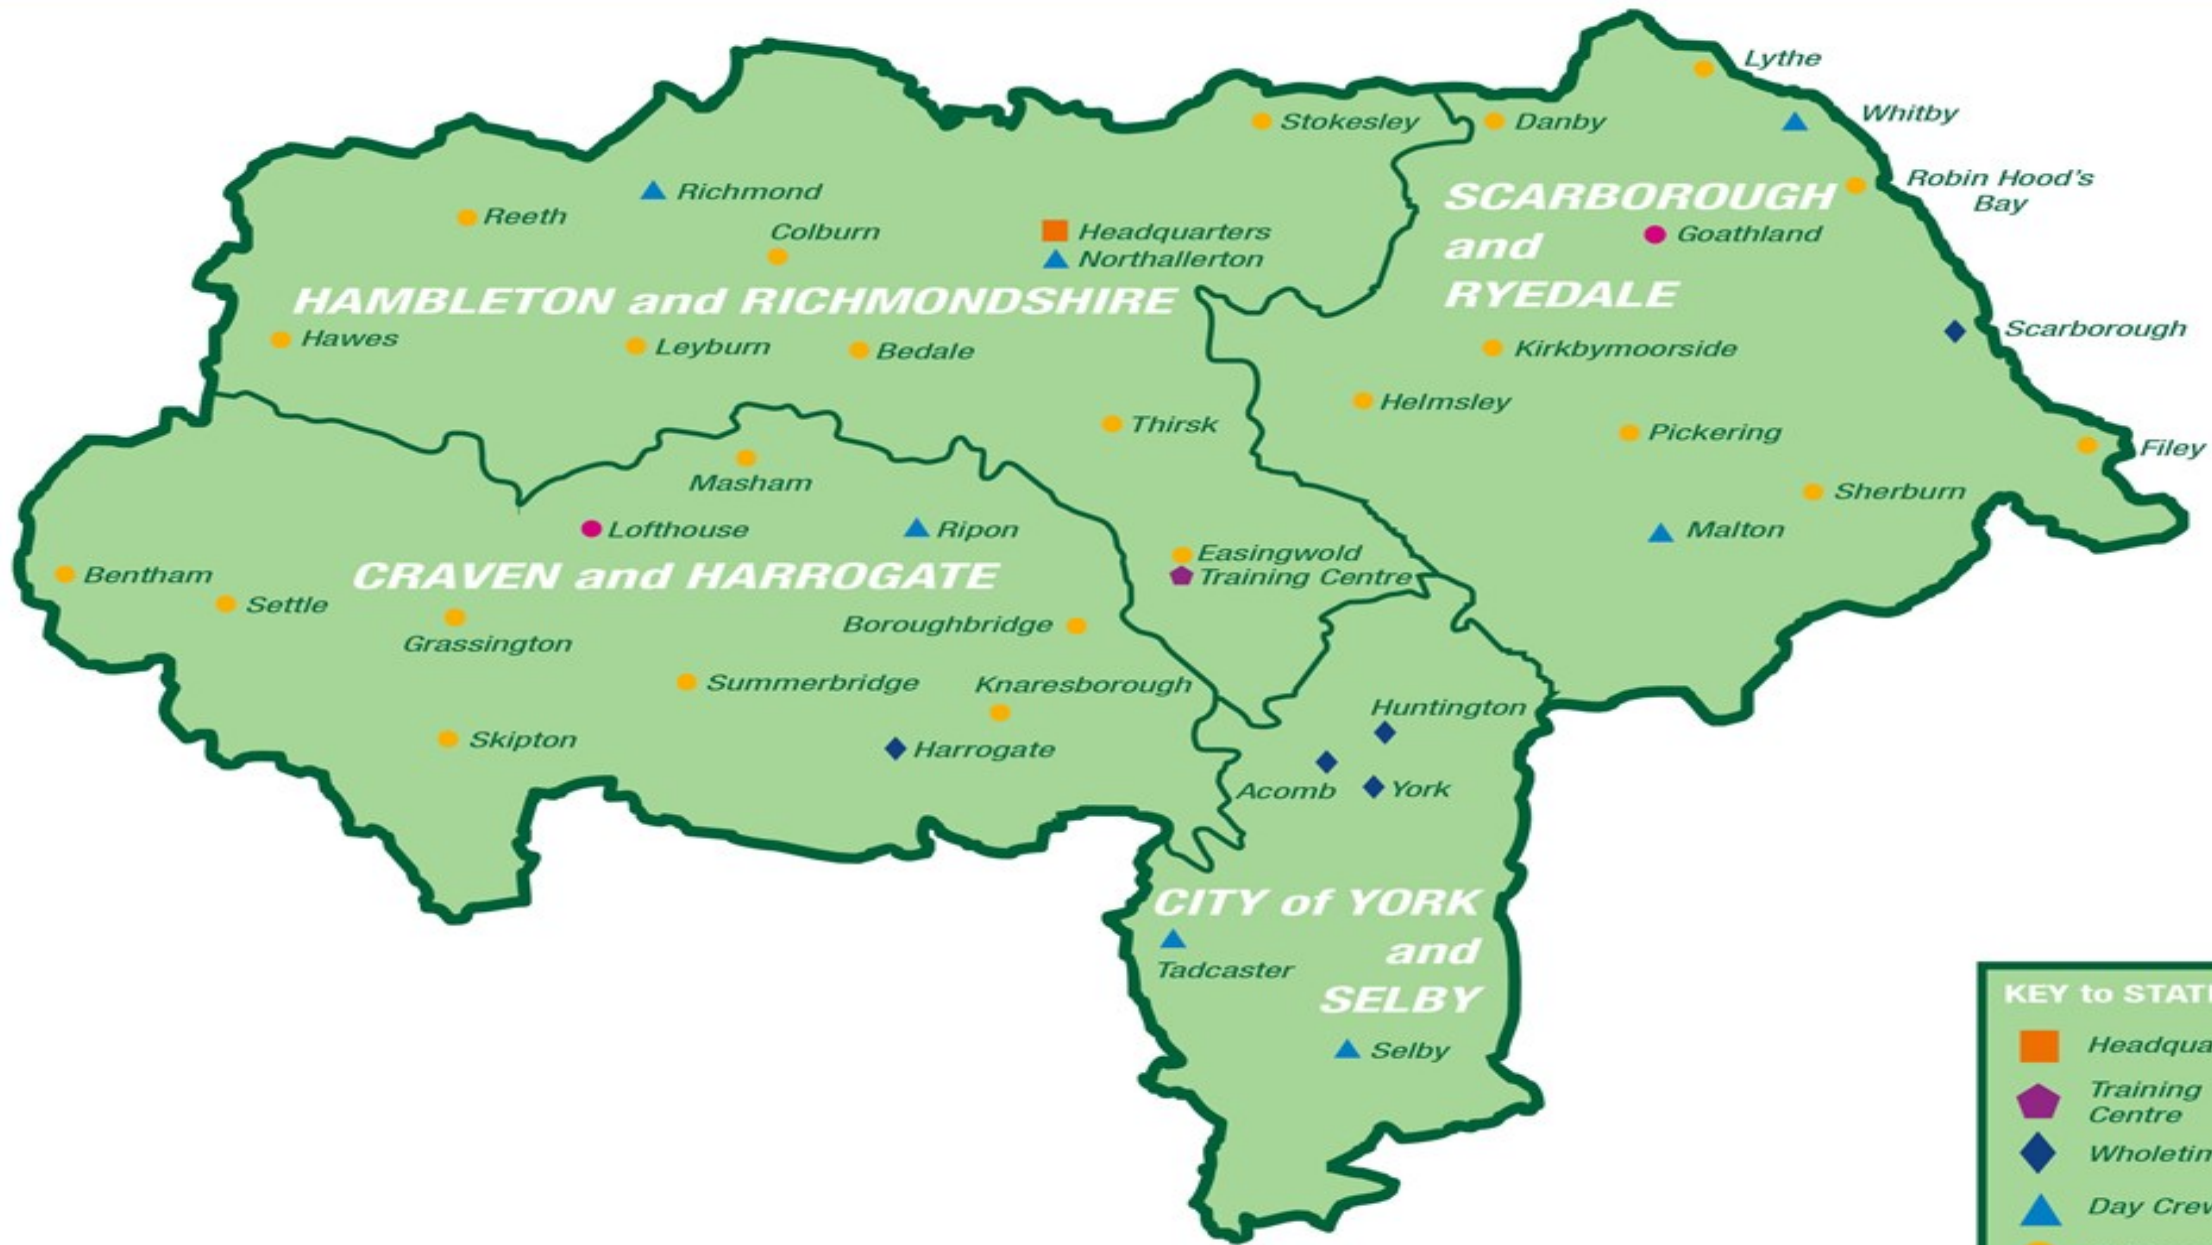 Lythe
Whitby
Stokesley
Danby
Robin Hood's
Bay
Richmond
Reeth
Colburn
Headquarters
Northallerton
SCARBOROUGH
and
RYEDALE
Goathland
HAMBLETON and RICHMONDSHIRE
Hawes
Leyburn
Bedale
Kirkbymoorside
Scarborough
Helmsley
Thirsk
Pickering
Filey
Masham
Sherburn
Lofthouse
Ripon
Malton
Easingwold
Training Centre
Bentham
Settle
CRAVEN and HARROGATE
Grassington
Boroughbridge
Summerbridge
Knaresborough
Huntington
Skipton
Harrogate
Acomb
York
CITY of YORK
and
SELBY
Tadcaster
Selby
KEY to
Training
Centre
Day